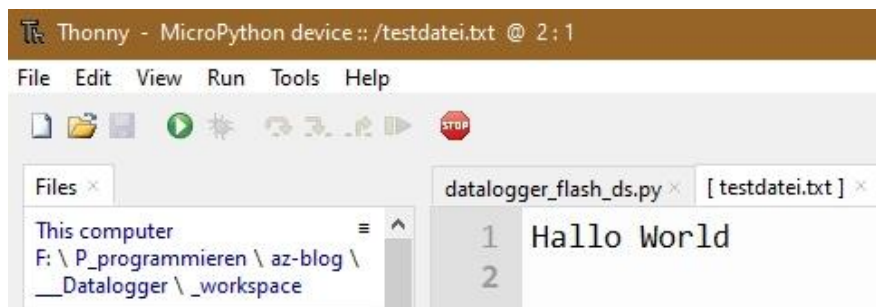 Thonny - MicroPython device :: /testdatei.txt @ 2 : 1
File Edit View Run Tools Help
STOP
Files ×
datalogger_flash_ds.py × [ testdatei.txt ] ×
This computer
F: \ P_programmieren \ az-blog \
__Datalogger \ _workspace
1 Hallo World
2